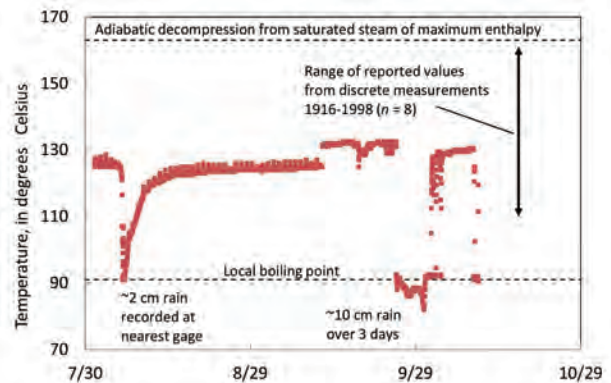 170
Adiabatic decompression from saturated steam of maximum enthalpy
150
Range of reported values
from discrete measurements
1916-1998 (n = 8)
130
110
Temperature, in degrees Celsius
Local boiling point
90
~2 cm rain
recorded at
nearest gage
~10 cm rain
over 3 days
70
7/30
8/29
9/29
10/29